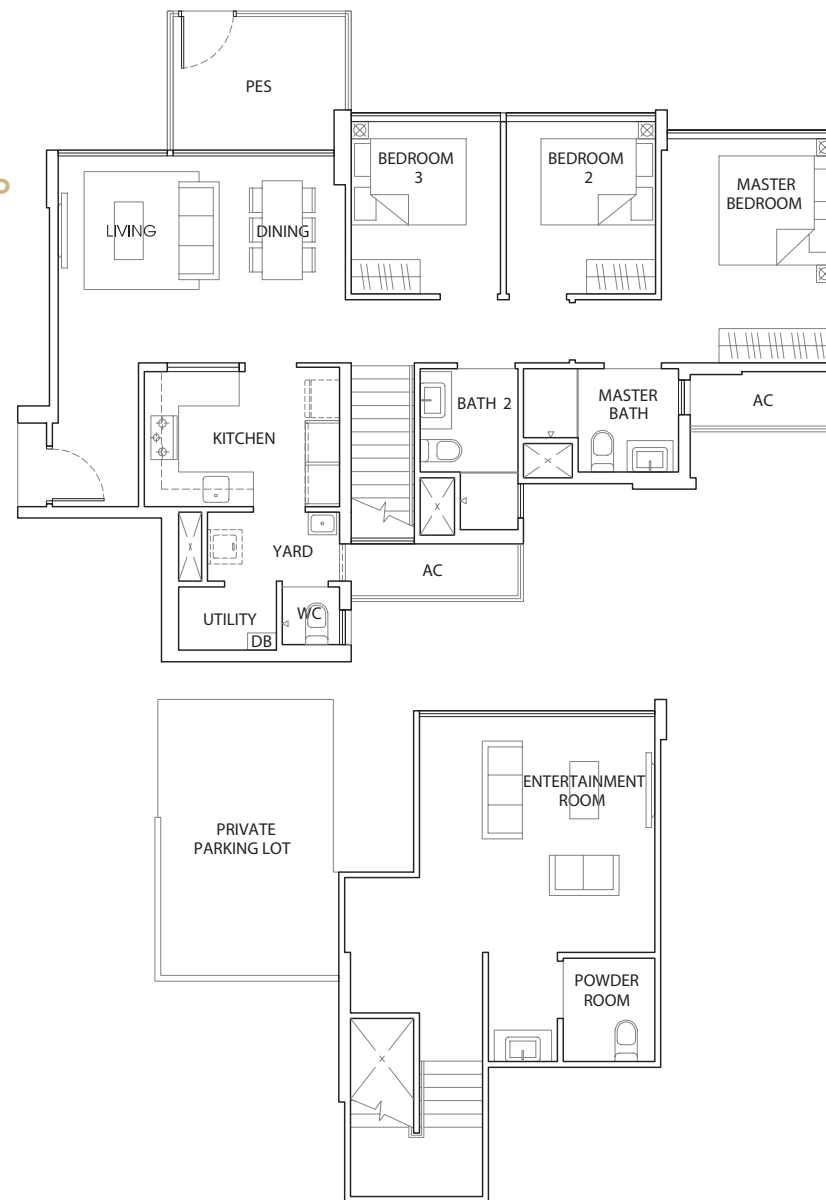 PES
BEDROOM
3
BEDROOM
2
MASTER
BEDROOM
LIVING
DINING
KITCHEN
BATH 2
MASTER
BATH
AC
YARD
AC
UTILITY
WC
DB
ENTERTAINMENT
ROOM
PRIVATE
PARKING LOT
POWDER
ROOM